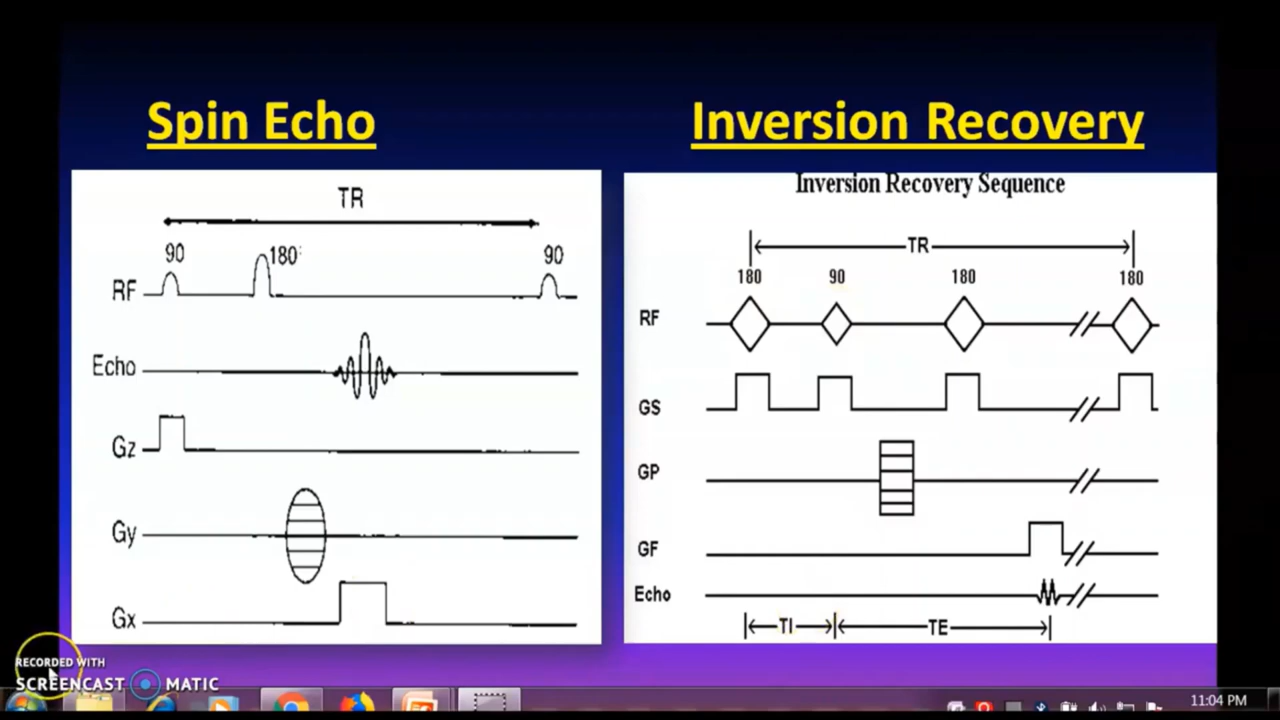 Spin Echo
Inversion Recovery
TR
90
180
90
RF
Echo
Gz
Gy
Gx
Inversion Recovery Sequence
TR
180
90
180
180
RF
GS
GP
GF
Echo
TI
TE
RECORDED WITH
SCREENCAST MATIC
11:04 PM